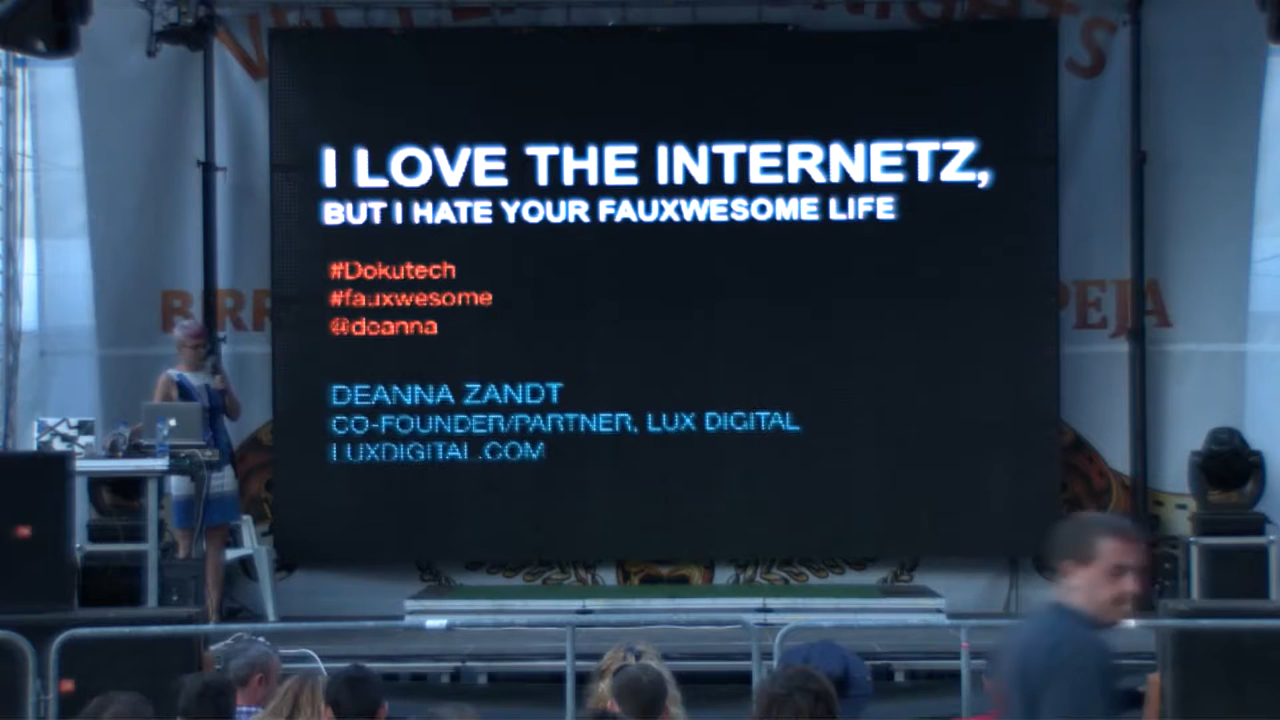 I LOVE THE INTERNETZ,
BUT I HATE YOUR FAUXWESOME LIFE
#Dokutech
#fauxwesome
@deanna
DEANNA ZANDT
CO-FOUNDER/PARTNER, LUX DIGITAL
LUXDIGITAL.COM
PEJA